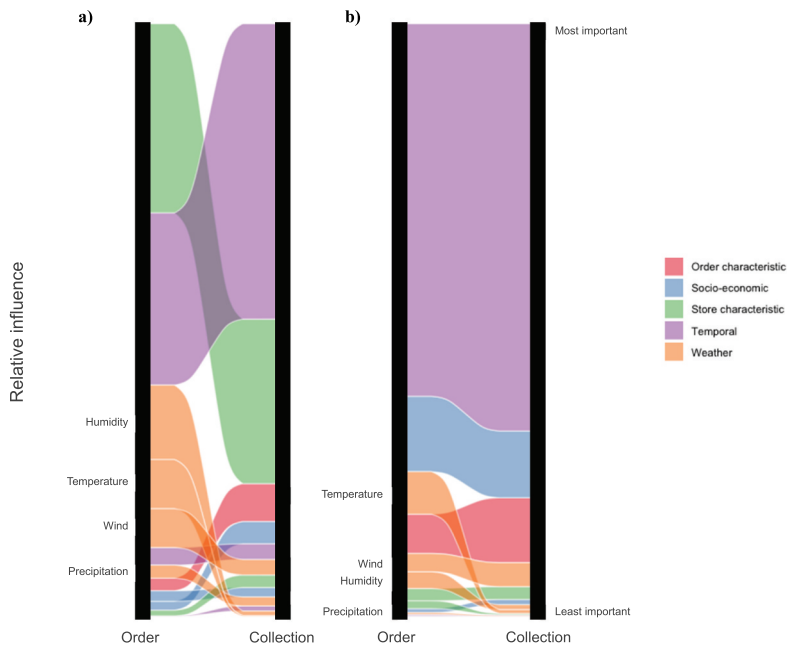 a)
b)
Most important
Relative influence
Order characteristic
Socio-economic
Store characteristic
Temporal
Weather
Humidity
Temperature
Wind
Precipitation
Temperature
Wind
Humidity
Precipitation
Least important
Order
Collection
Order
Collection